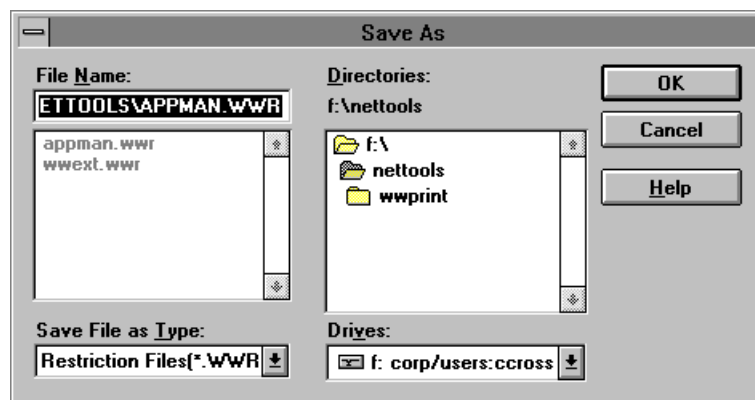 Save As
File Name:
ETTOOLS\APPMAN.WWR
appman.wwr
wwext.wwr
Save File as Type:
Restriction Files(*.WWR
Directories:
f:\nettools
f:\
nettools
wwprint
Drives:
f: corp/users:ccross
OK
Cancel
Help